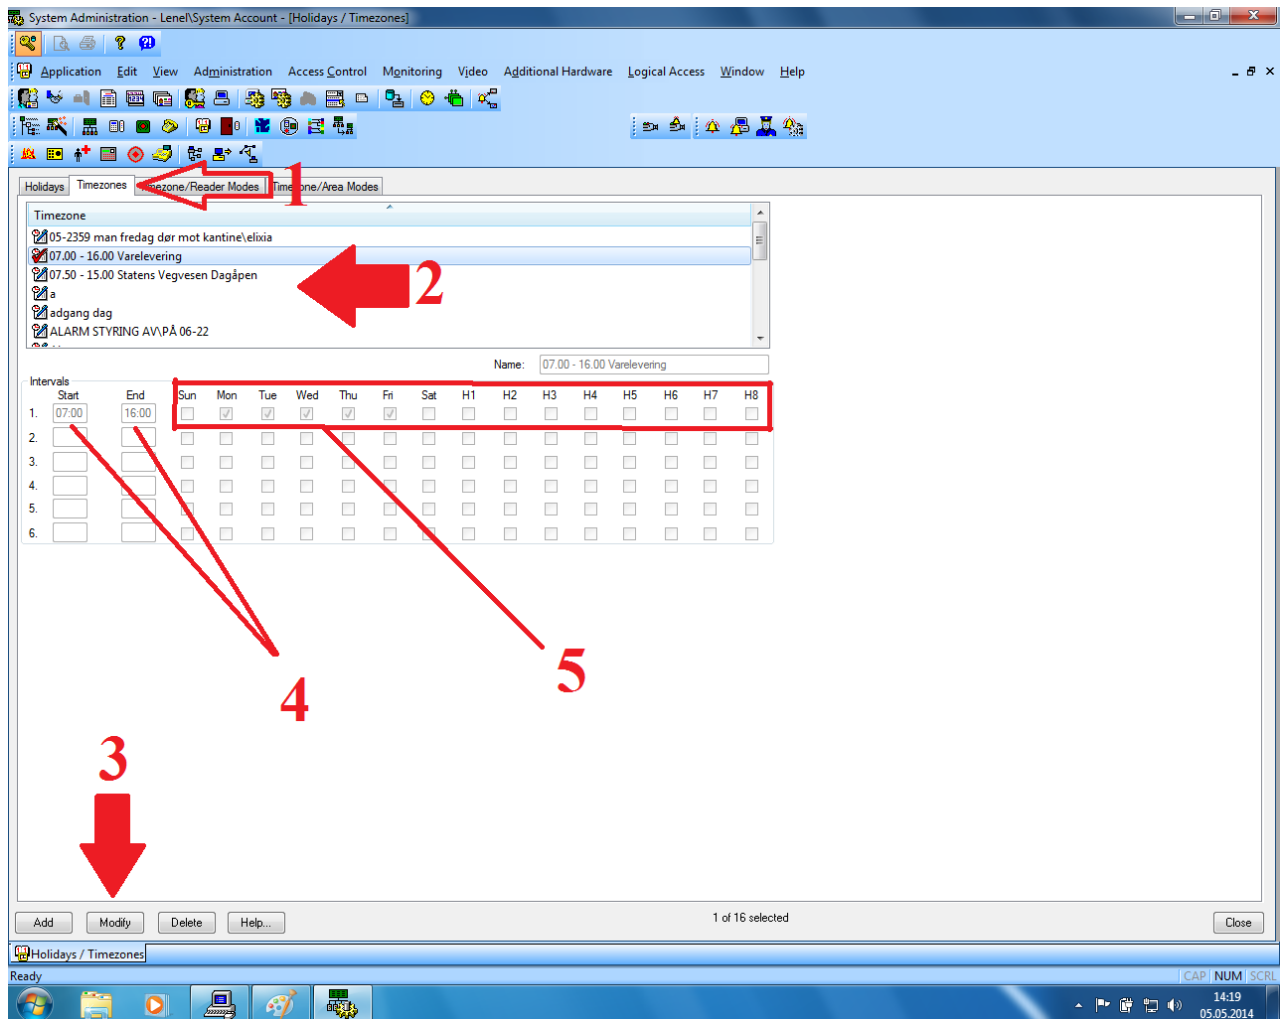 System Administration - Lenel\System Account - [Holidays / Timezones]
Application Edit View Administration Access Control Monitoring Video Additional Hardware Logical Access Window Help
Holidays Timezones Timezone/Reader Modes Timezone/Area Modes
1
Timezone
05-2359 man fredag dør mot kantine\elixia
07.00 - 16.00 Varelevering
07.50 - 15.00 Statens Vegvesen Dagåpen
2
a
adgang dag
ALARM STYRING AV\PÅ 06-22
Name: 07.00 - 16.00 Varelevering
Intervals
Start End Sun Mon Tue Wed Thu Fri Sat H1 H2 H3 H4 H5 H6 H7 H8
1. 07:00 16:00
2.
3.
4.
5.
6.
5
4
3
Add Modify Delete Help... 1 of 16 selected Close
Holidays / Timezones
Ready CAP NUM SCRL
14:19
05.05.2014